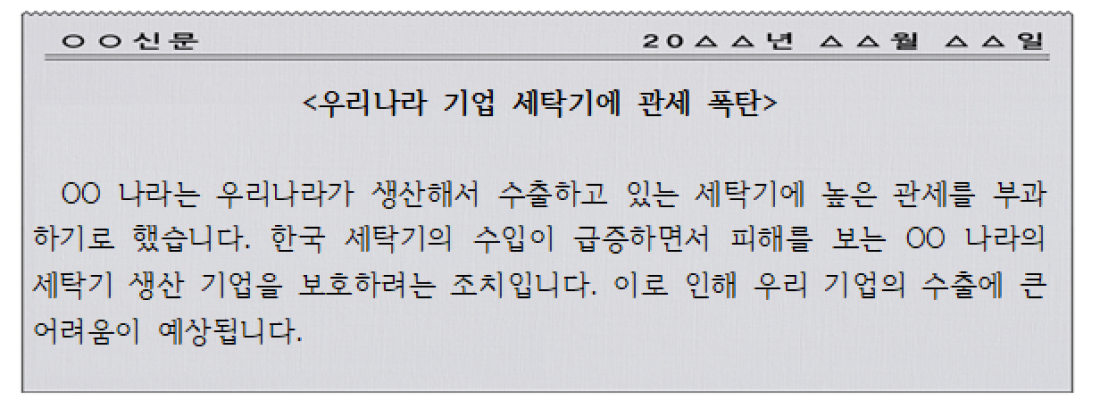 ○○신문 20△△년 △△월 △△일
<우리나라 기업 세탁기에 관세 폭탄>
OO 나라는 우리나라가 생산해서 수출하고 있는 세탁기에 높은 관세를 부과
하기로 했습니다. 한국 세탁기의 수입이 급증하면서 피해를 보는 OO 나라의
세탁기 생산 기업을 보호하려는 조치입니다. 이로 인해 우리 기업의 수출에 큰
어려움이 예상됩니다.